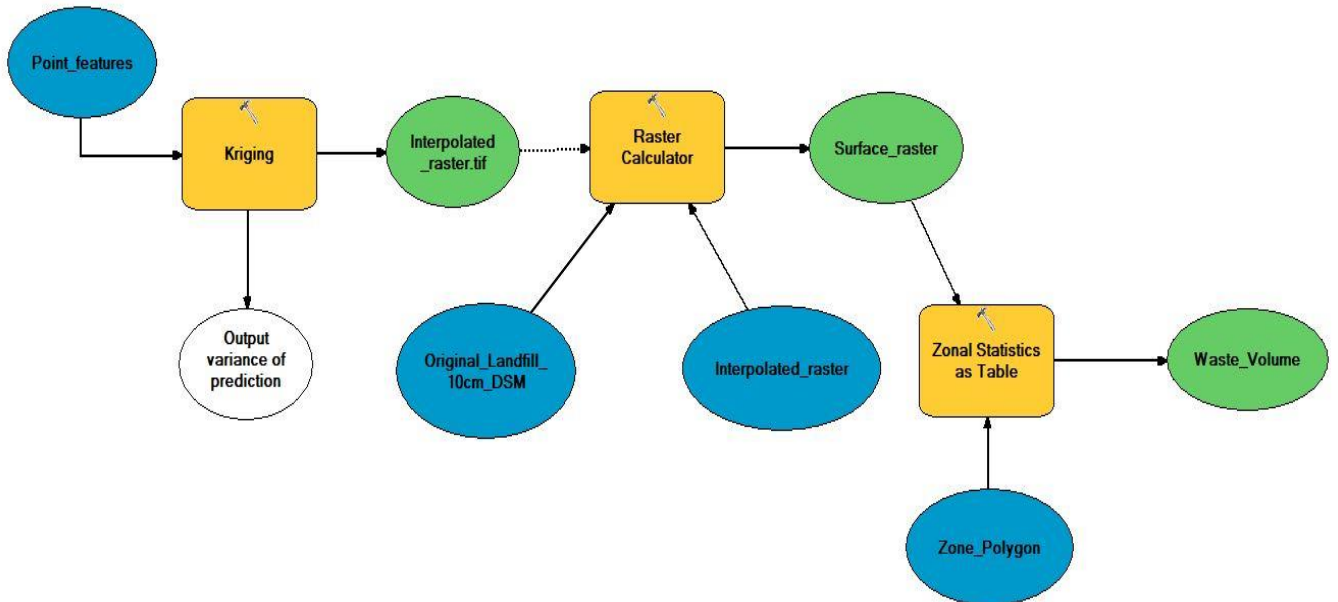 Point_features
Kriging
Interpolated
_raster.tif
Raster
Calculator
Surface_raster
Output
variance of
prediction
Original_Landfill_
10cm_DSM
Interpolated_raster
Zonal Statistics
as Table
Waste_Volume
Zone_Polygon